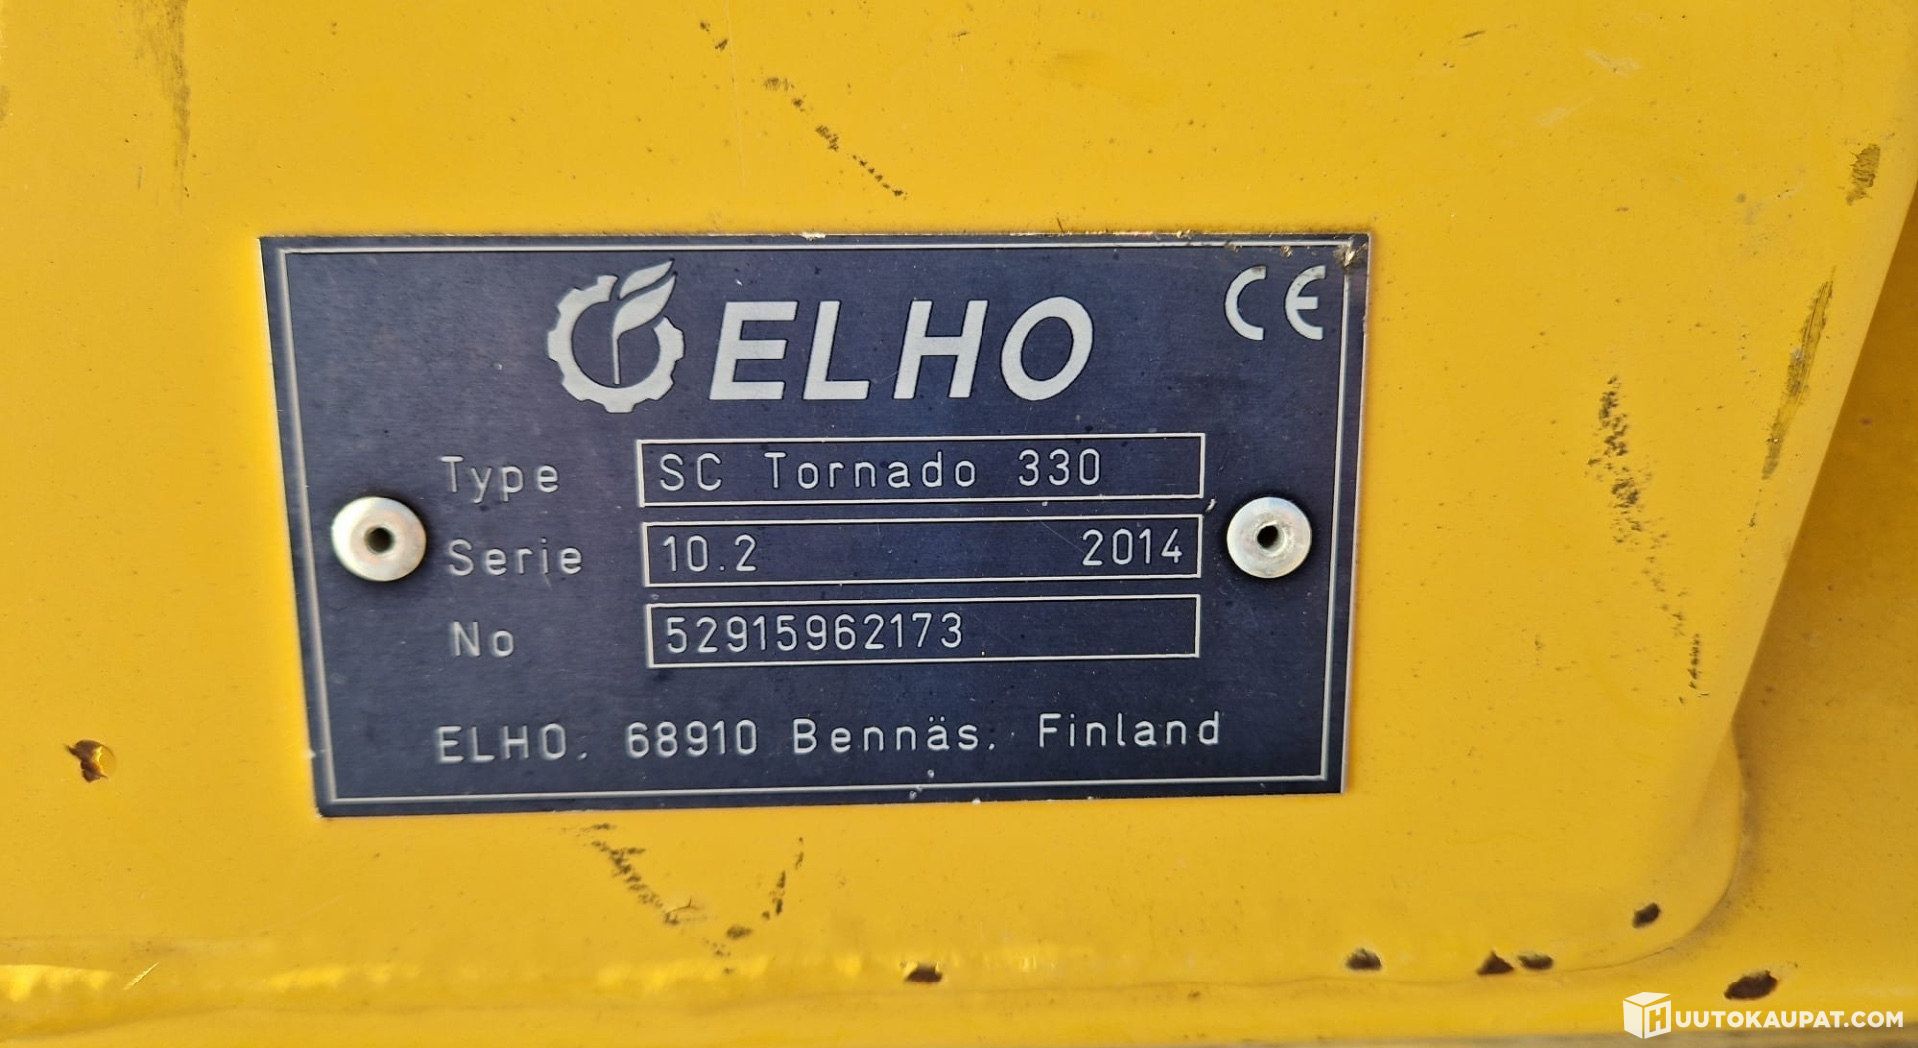 ELHO CE
Type SC Tornado 330
Serie 10.2 2014
No 52915962173
ELHO. 68910 Bennäs. Finland
HUUTOKAUPAT.COM